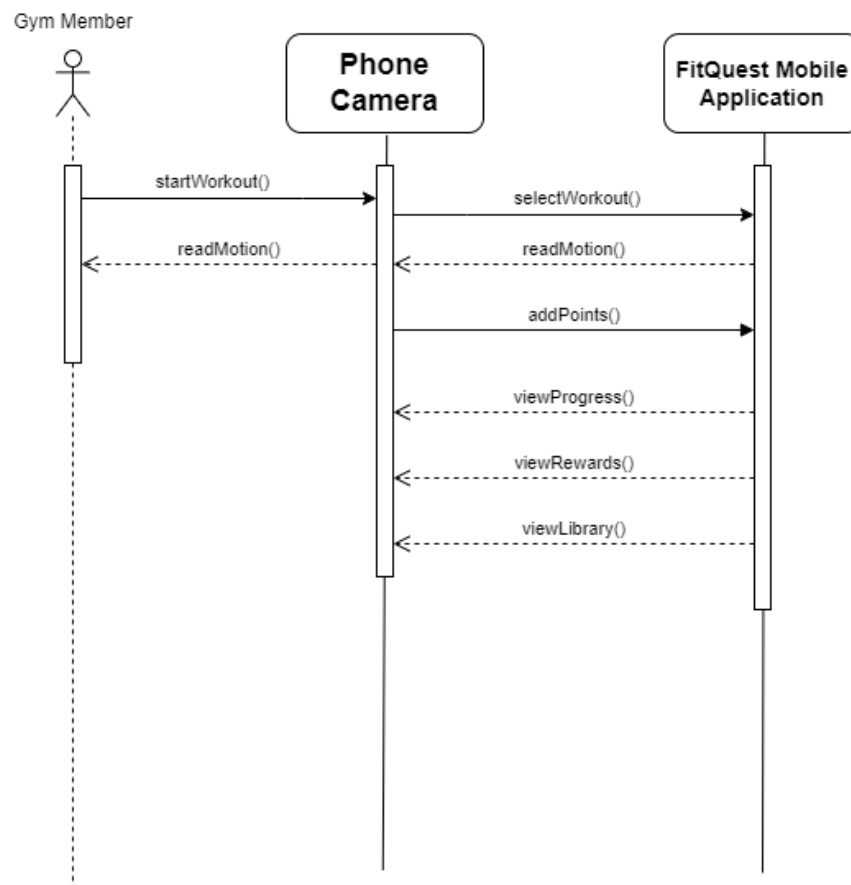 Gym Member
Phone
Camera
FitQuest Mobile
Application
startWorkout()
selectWorkout()
readMotion()
readMotion()
addPoints()
viewProgress()
viewRewards()
viewLibrary()